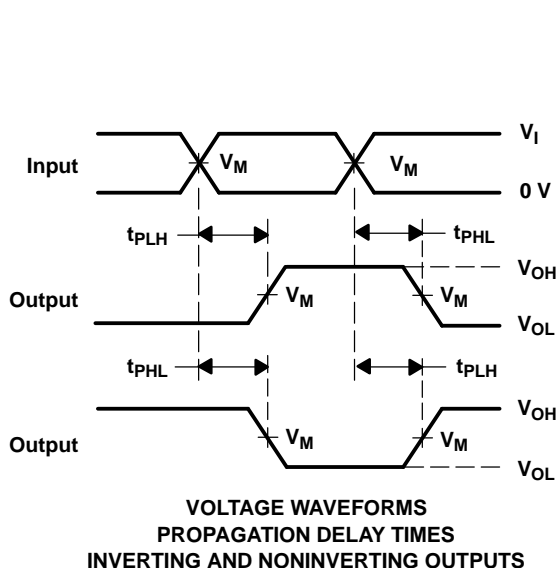 V_I
Input
V_M
V_M
0 V
t_PLH
t_PHL
V_OH
Output
V_M
V_M
V_OL
t_PHL
t_PLH
V_OH
Output
V_M
V_M
V_OL
VOLTAGE WAVEFORMS
PROPAGATION DELAY TIMES
INVERTING AND NONINVERTING OUTPUTS